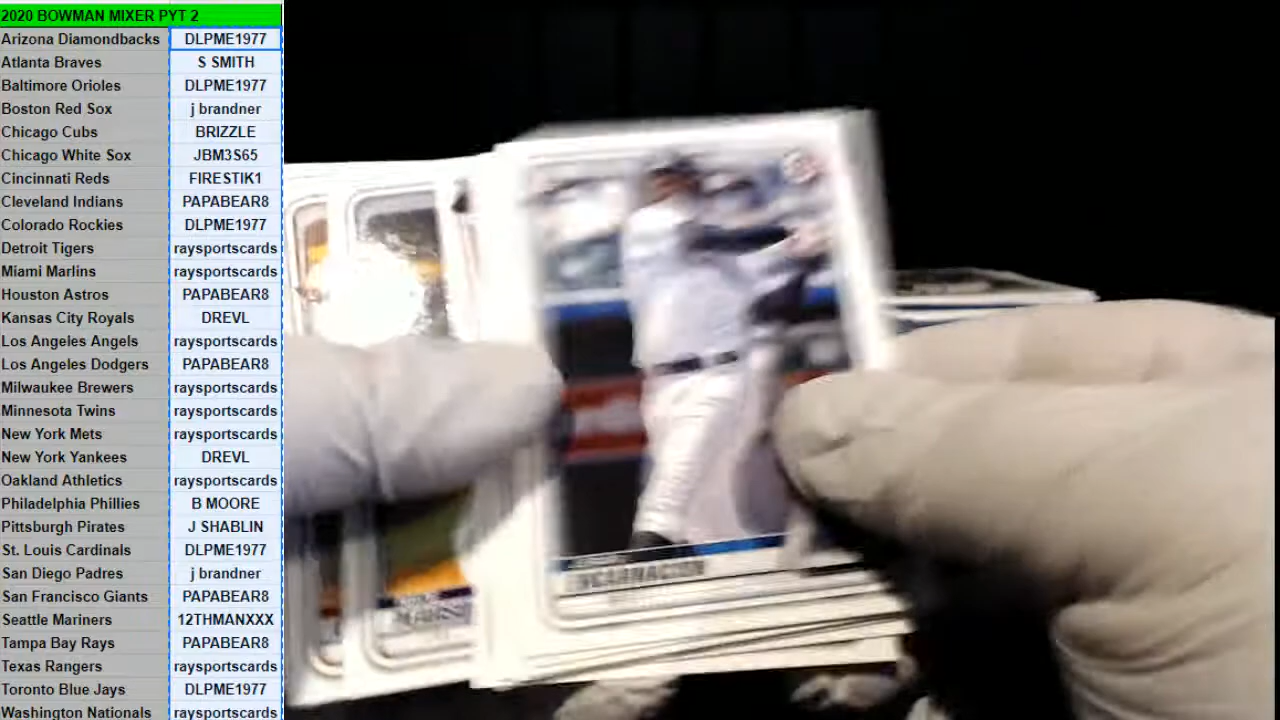 2020 BOWMAN MIXER PYT 2
Arizona Diamondbacks DLPME1977
Atlanta Braves S SMITH
Baltimore Orioles DLPME1977
Boston Red Sox j brandner
Chicago Cubs BRIZZLE
Chicago White Sox JBM3S65
Cincinnati Reds FIRESTIK1
Cleveland Indians PAPABEAR8
Colorado Rockies DLPME1977
Detroit Tigers raysportscards
Miami Marlins raysportscards
Houston Astros PAPABEAR8
Kansas City Royals DREVL
Los Angeles Angels raysportscards
Los Angeles Dodgers PAPABEAR8
Milwaukee Brewers raysportscards
Minnesota Twins raysportscards
New York Mets raysportscards
New York Yankees DREVL
Oakland Athletics raysportscards
Philadelphia Phillies B MOORE
Pittsburgh Pirates J SHABLIN
St. Louis Cardinals DLPME1977
San Diego Padres j brandner
San Francisco Giants PAPABEAR8
Seattle Mariners 12THMANXXX
Tampa Bay Rays PAPABEAR8
Texas Rangers raysportscards
Toronto Blue Jays DLPME1977
Washington Nationals raysportscards
ENCARNACION